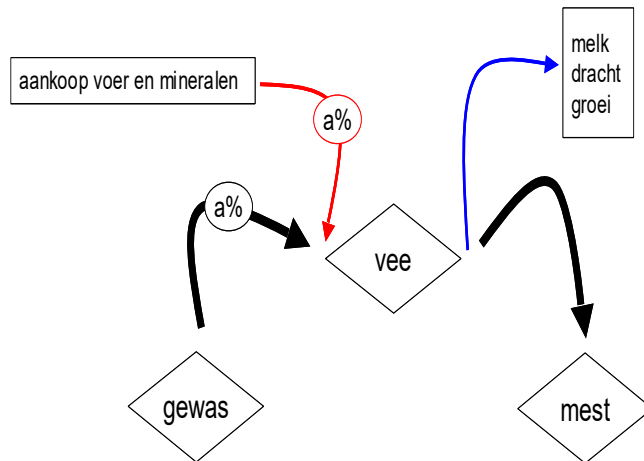 melk
dracht
groei
aankoop voer en mineralen
a%
a%
vee
gewas
mest